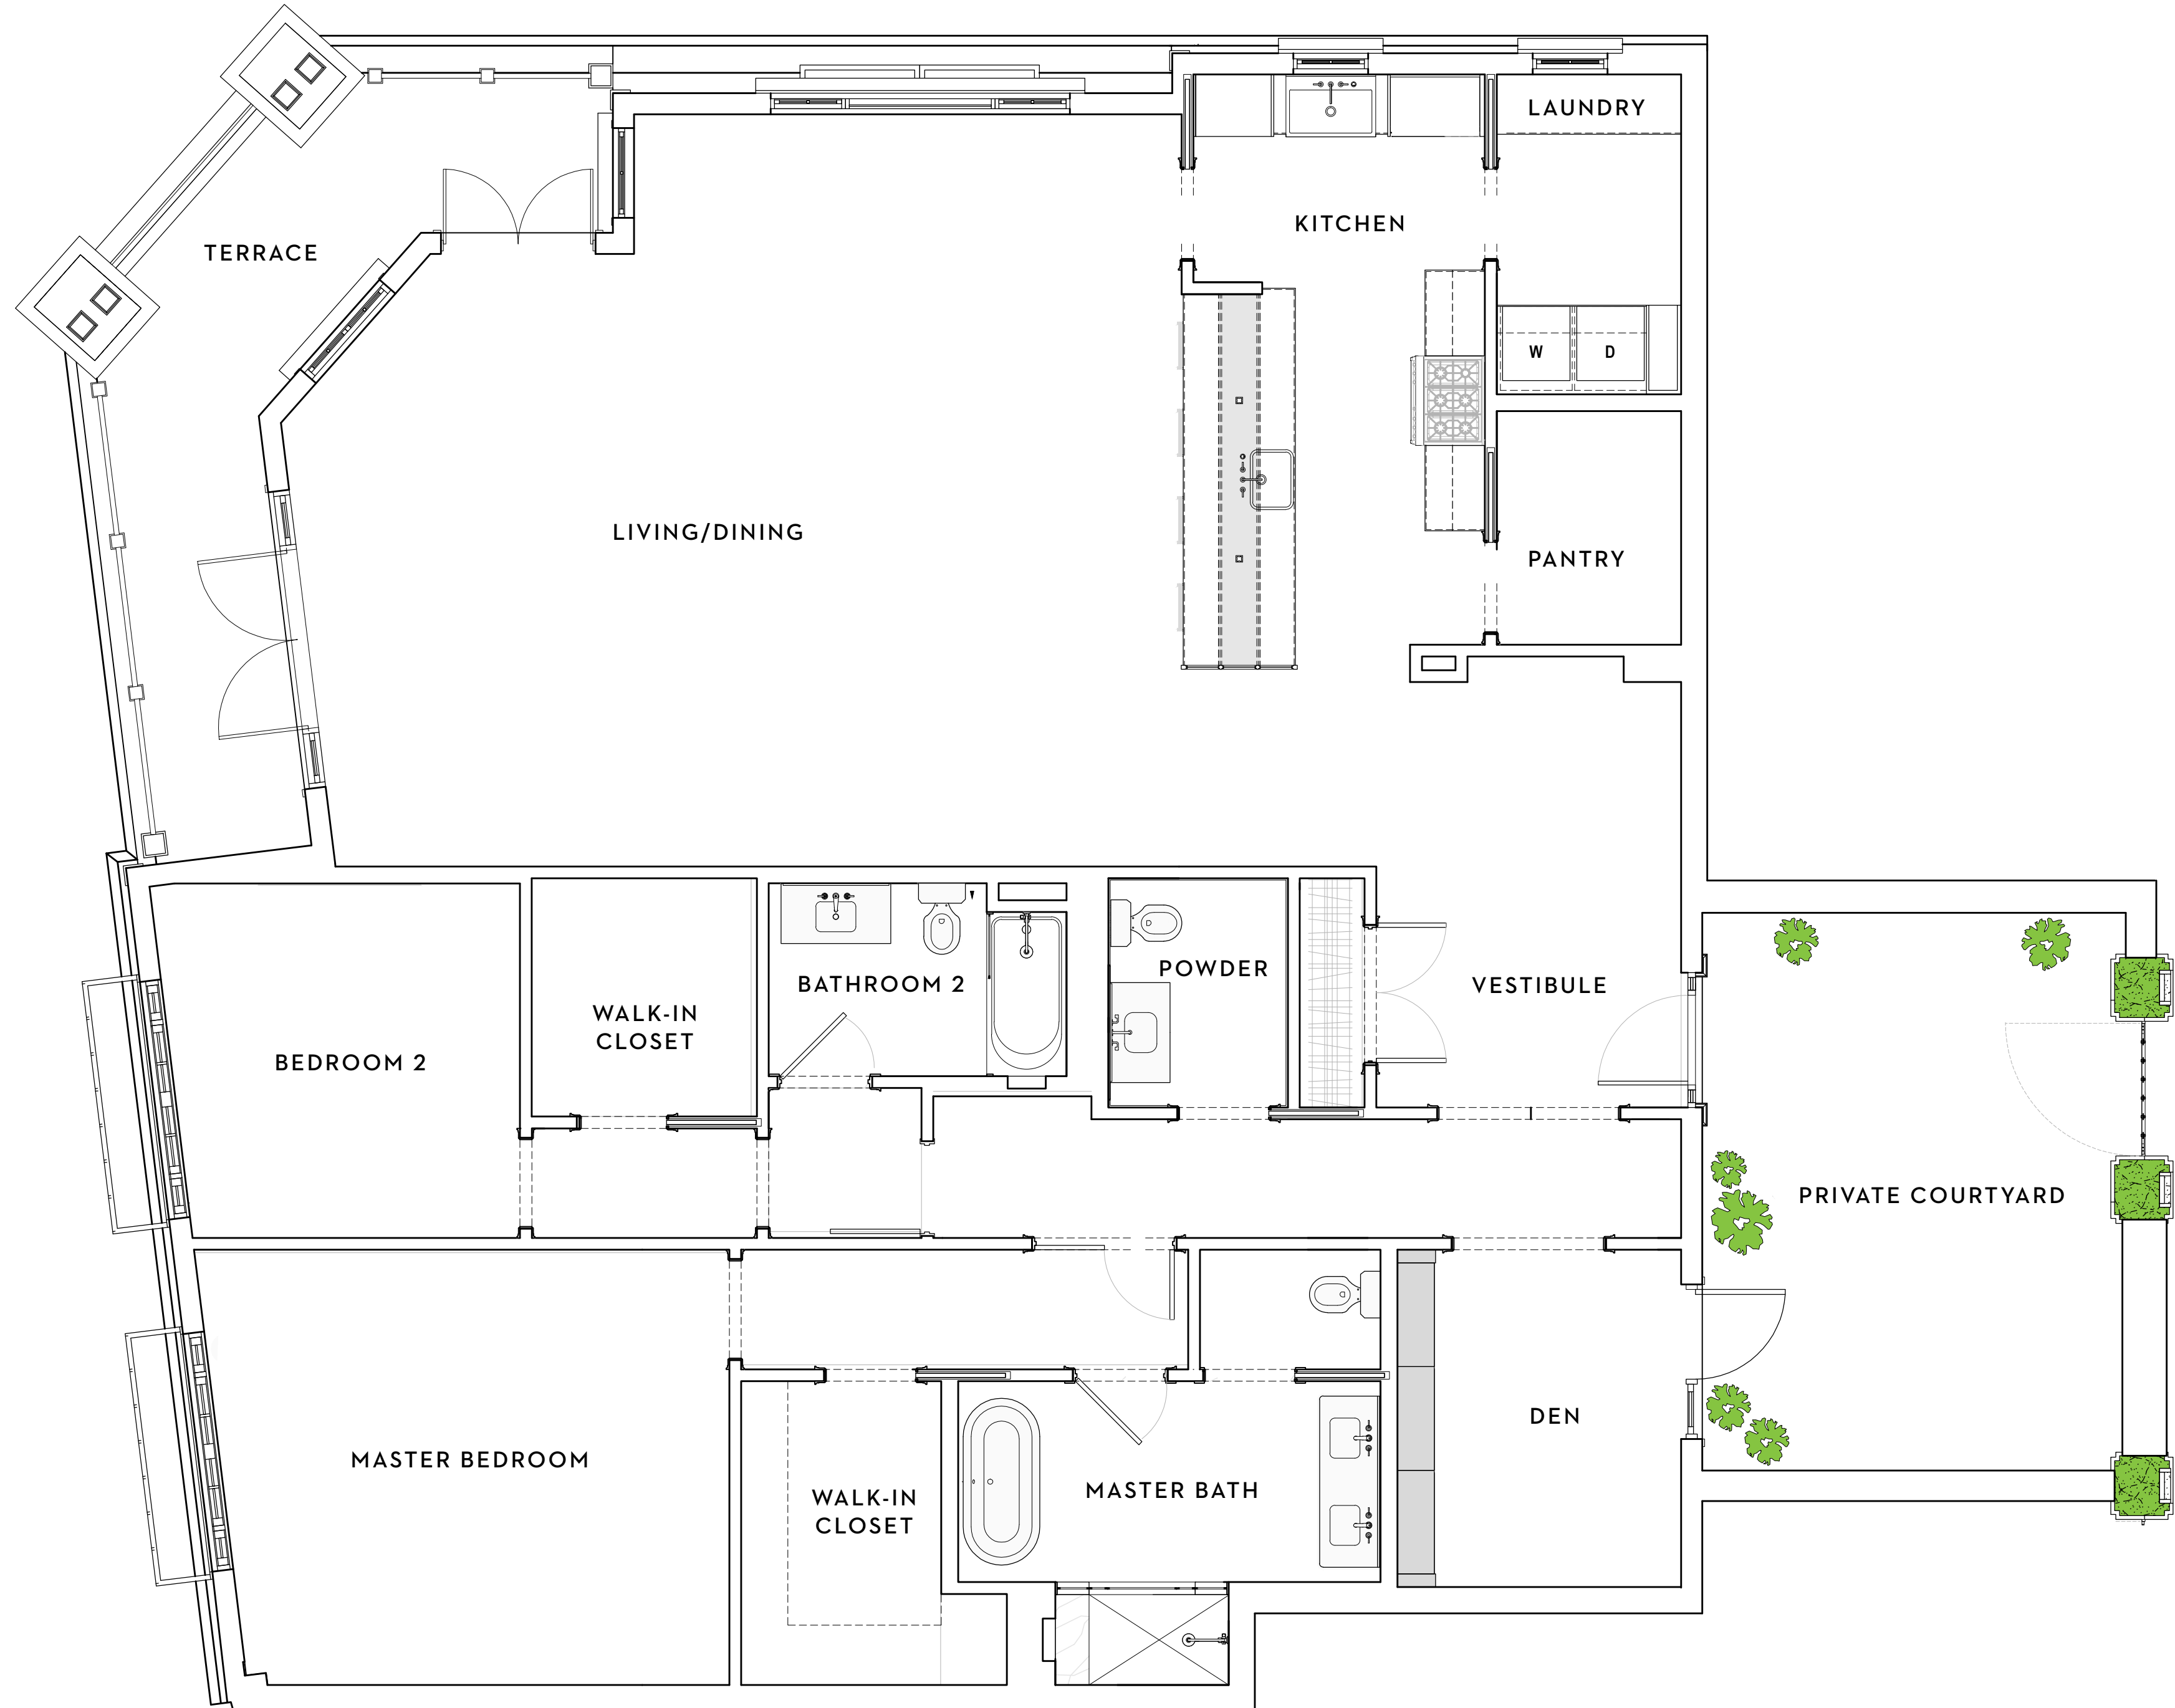 LAUNDRY
KITCHEN
TERRACE
W
D
LIVING/DINING
PANTRY
POWDER
BATHROOM 2
VESTIBULE
WALK-IN
CLOSET
BEDROOM 2
PRIVATE COURTYARD
DEN
MASTER BEDROOM
MASTER BATH
WALK-IN
CLOSET